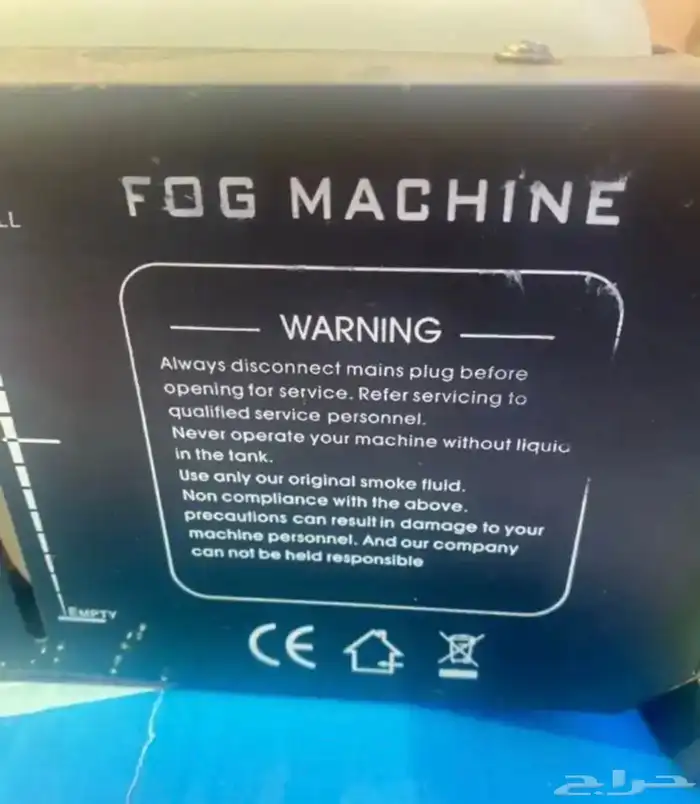 FOG MACHINE
LL
WARNING
Always disconnect mains plug before
opening for service. Refer servicing to
qualified service personnel.
Never operate your machine without liquid
in the tank.
Use anly our original smoke fluid.
Non compliance with the above.
precautions can result in damage to your
machine personnel. And our company
can not be held responsible
EMPTY
CE
حراج